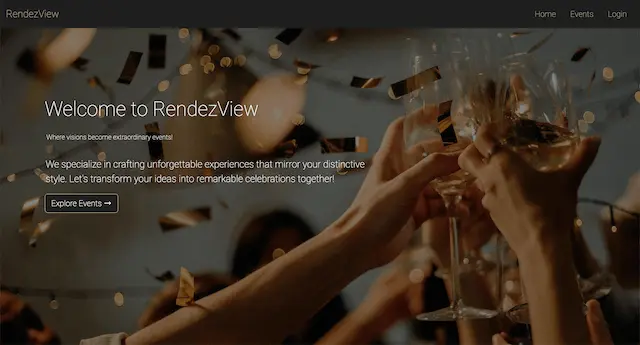 RendezView
Home Events Login
Welcome to RendezView
Where visions become extraordinary events!
We specialize in crafting unforgettable experiences that mirror your distinctive
style. Let's transform your ideas into remarkable celebrations together!
Explore Events →